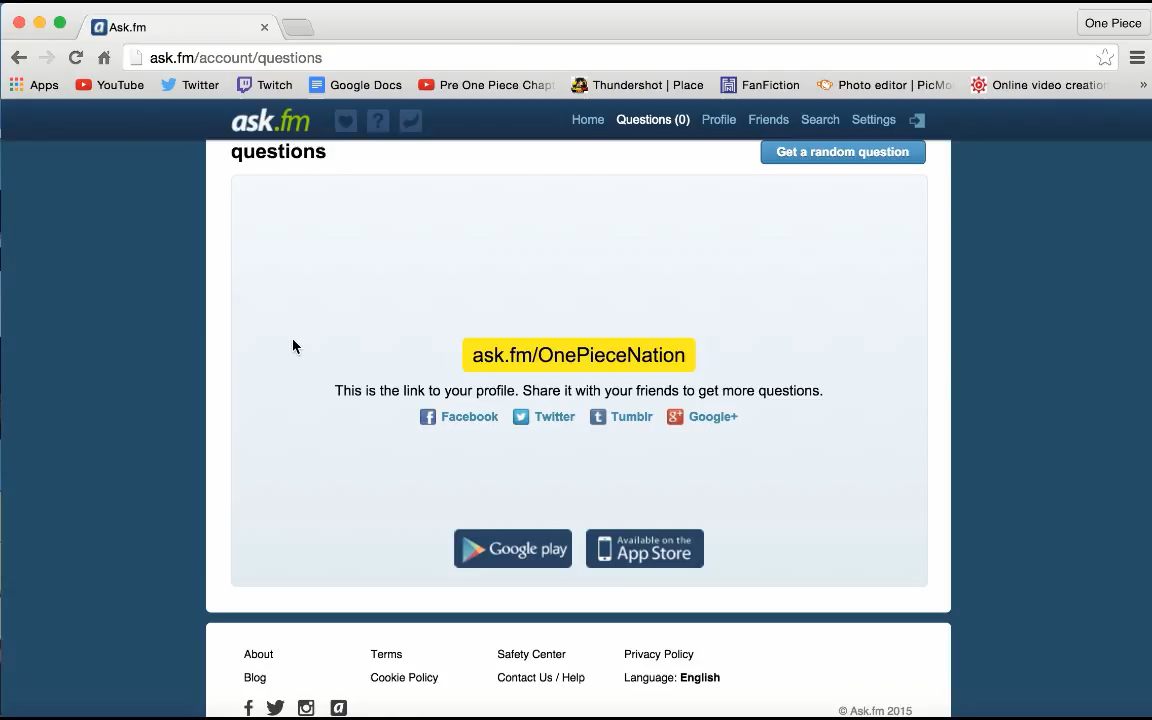 Ask.fm
One Piece
ask.fm/account/questions
Apps YouTube Twitter Twitch Google Docs Pre One Piece Chapt Thundershot | Place FanFiction Photo editor | PicMo Online video creation »
ask.fm Home Questions (0) Profile Friends Search Settings
questions Get a random question
ask.fm/OnePieceNation
This is the link to your profile. Share it with your friends to get more questions.
Facebook Twitter Tumblr Google+
Google play Available on the App Store
About Terms Safety Center Privacy Policy
Blog Cookie Policy Contact Us / Help Language: English
© Ask.fm 2015